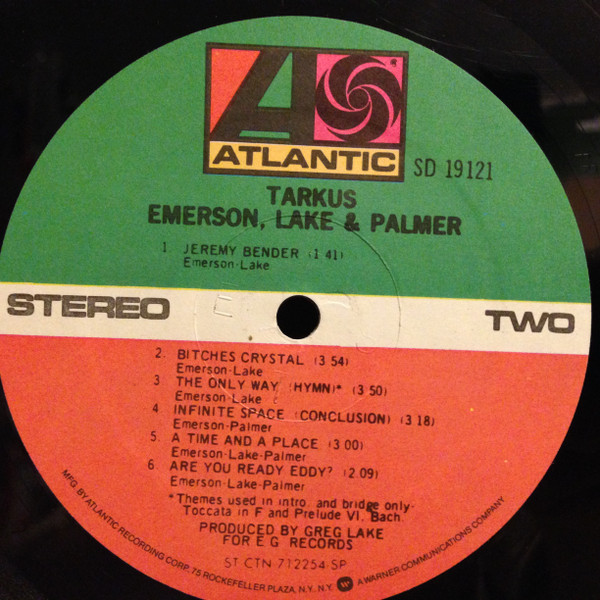 ATLANTIC
SD 19121
TARKUS
EMERSON, LAKE & PALMER
1. JEREMY BENDER (1 41)
Emerson-Lake
STEREO
TWO
2. BITCHES CRYSTAL (3 54)
Emerson-Lake
3 THE ONLY WAY (HYMN)* (3 50)
Emerson-Lake
4 INFINITE SPACE (CONCLUSION) (3 18)
Emerson-Palmer
5. A TIME AND A PLACE (3 00)
Emerson-Lake-Palmer
6. ARE YOU READY EDDY? (2.09)
Emerson-Lake-Palmer
*Themes used in intro. and bridge only-
Toccata in F and Prelude VI, Bach.
PRODUCED BY GREG LAKE
FOR E G RECORDS
ST CTN 712254 SP
MFG. BY ATLANTIC RECORDING CORP. 75 ROCKEFELLER PLAZA, N.Y. N.Y. W A WARNER COMMUNICATIONS COMPANY